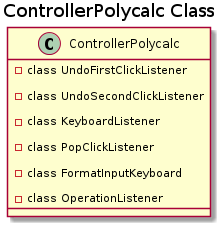 ControllerPolycalc Class
C ControllerPolycalc
class UndoFirstClickListener
class UndoSecondClickListener
class KeyboardListener
class PopClickListener
class FormatInputKeyboard
class OperationListener